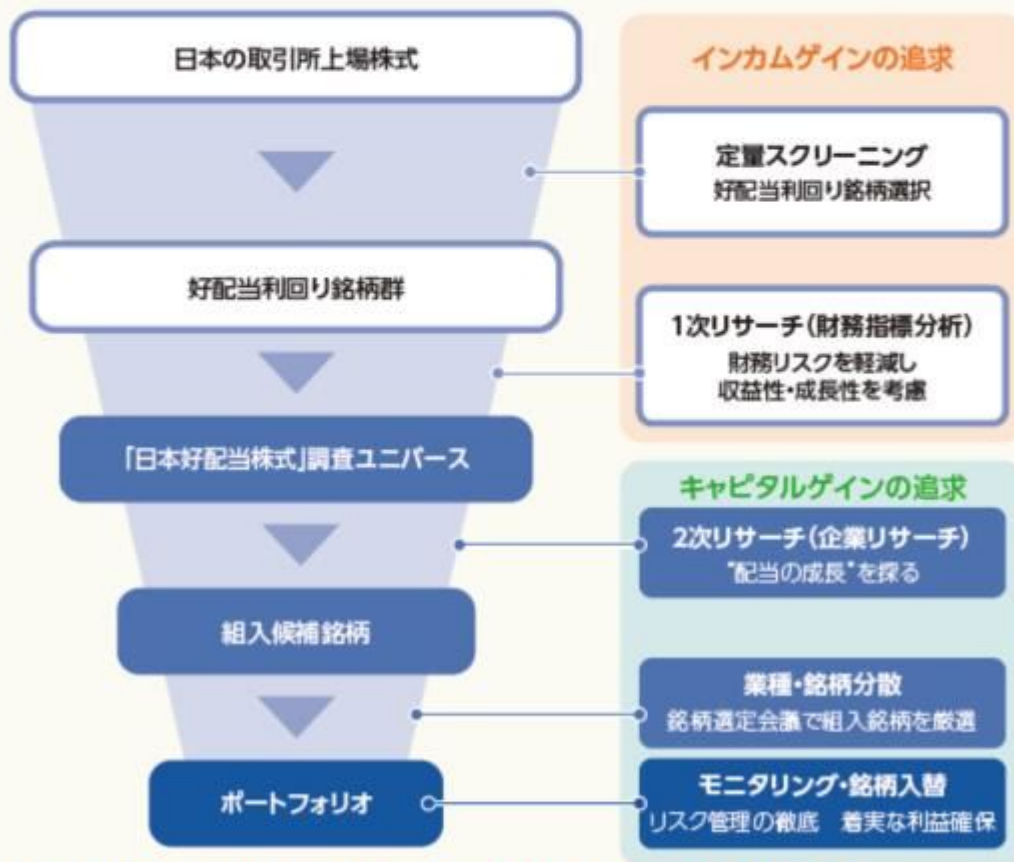 日本の取引所上場株式
インカムゲインの追求
定量スクリーニング
好配当利回り銘柄選択
好配当利回り銘柄群
1次リサーチ(財務指標分析)
財務リスクを軽減し
収益性・成長性を考慮
「日本好配当株式」調査ユニバース
キャピタルゲインの追求
2次リサーチ(企業リサーチ)
"配当の成長"を探る
組入候補銘柄
業種・銘柄分散
銘柄選定会議で組入銘柄を厳選
ポートフォリオ
モニタリング・銘柄入替
リスク管理の徹底 着実な利益確保